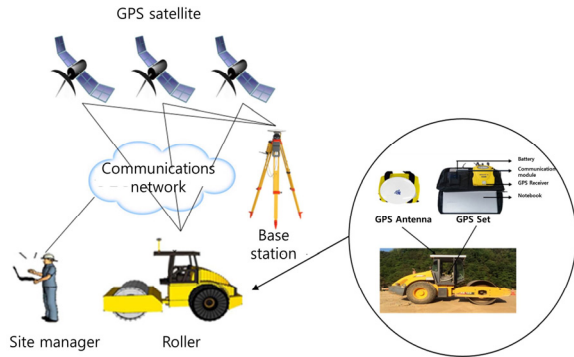 GPS satellite
Communications
network
Base
station
Site manager
Roller
Battery
Communication
module
GPS Receiver
Notebook
GPS Antenna
GPS Set